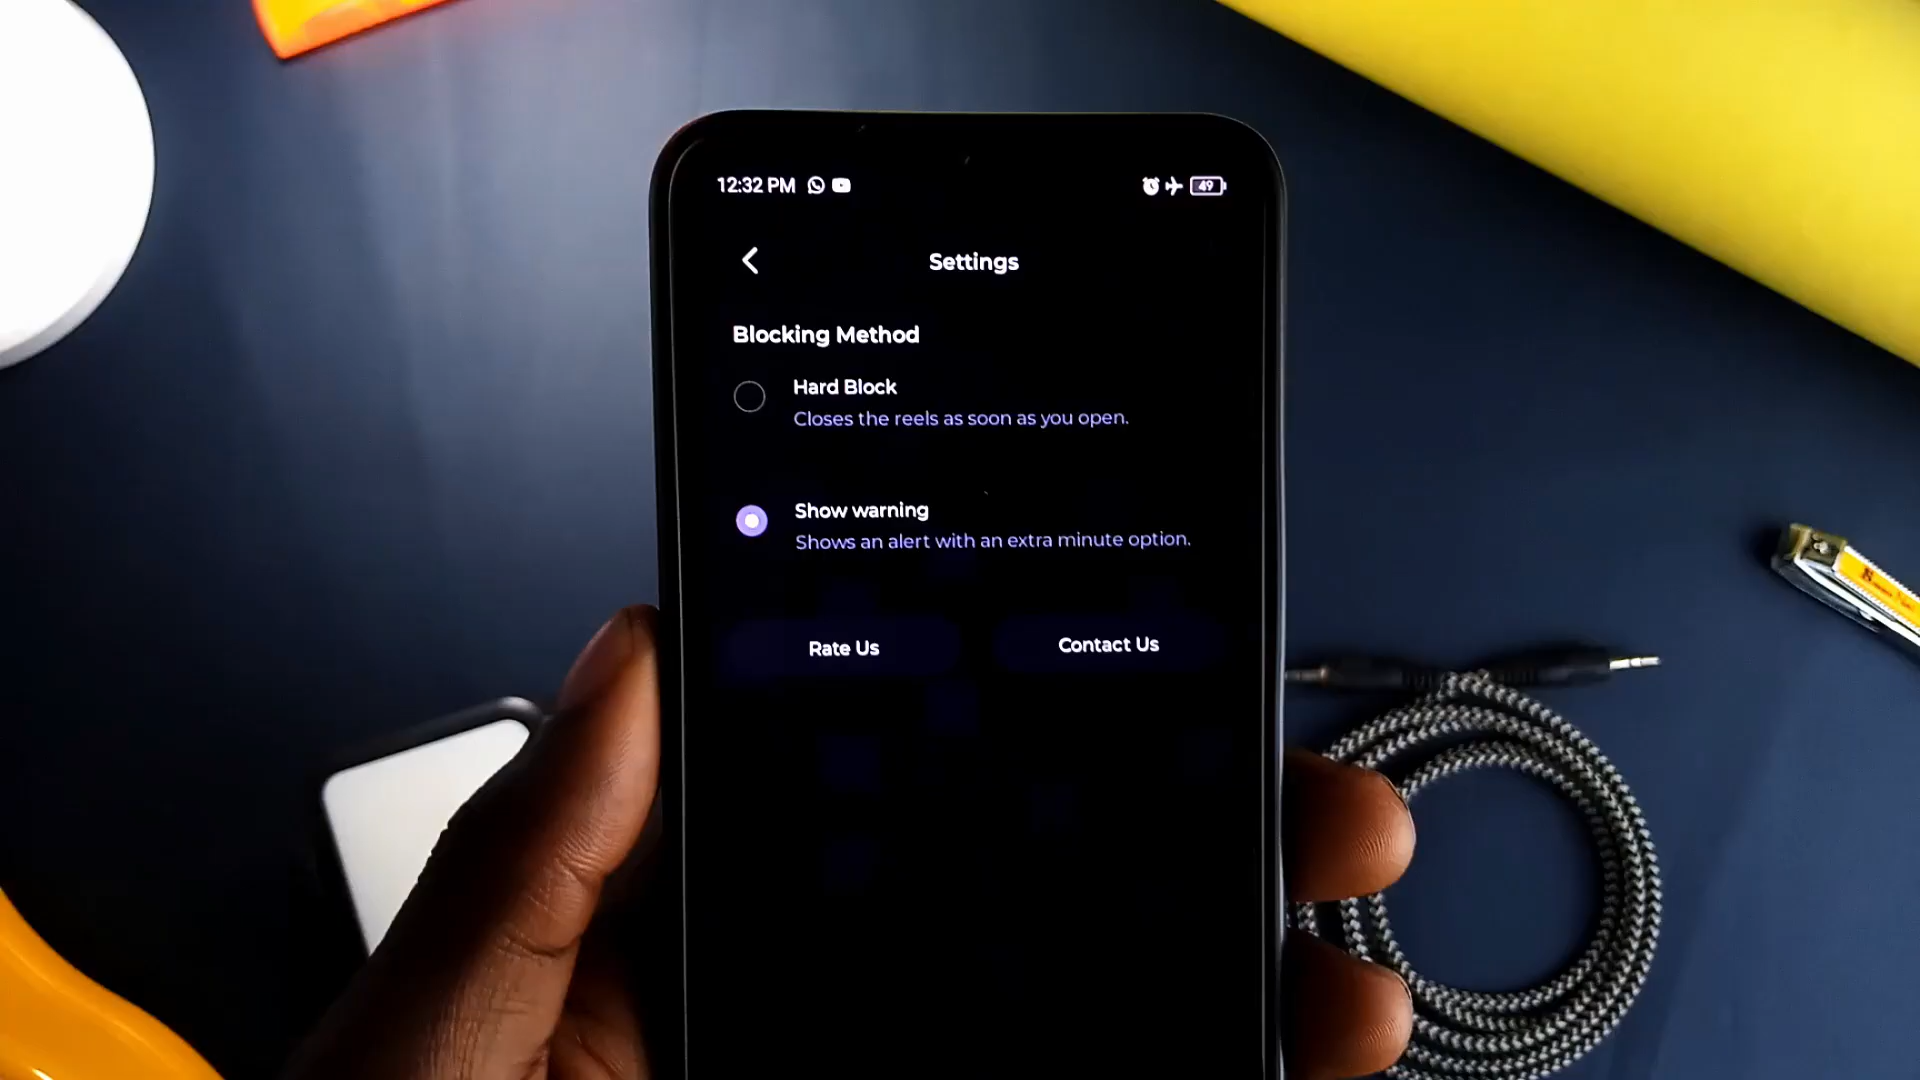 12:32 PM 49
Settings
Blocking Method
Hard Block
Closes the reels as soon as you open.
Show warning
Shows an alert with an extra minute option.
Rate Us Contact Us